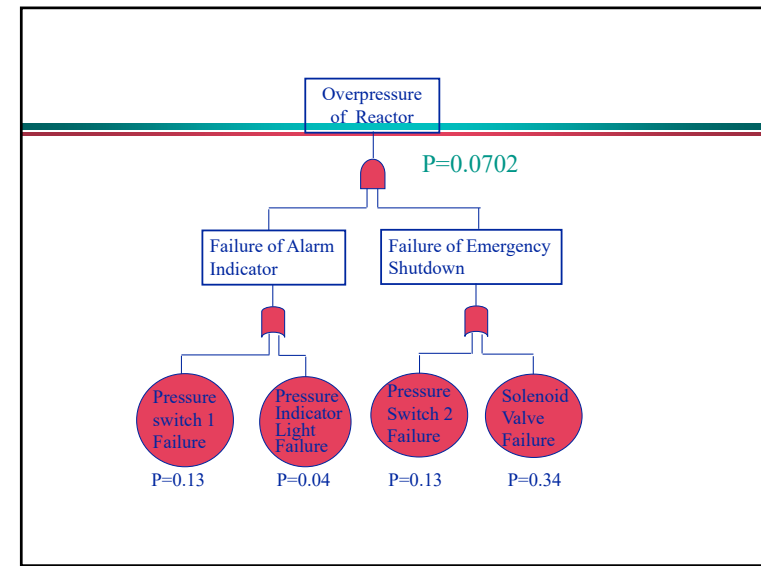 Overpressure
of Reactor
P=0.0702
Failure of Alarm
Indicator
Failure of Emergency
Shutdown
Pressure
switch 1
Failure
Pressure
Indicator
Light
Failure
Pressure
Switch 2
Failure
Solenoid
Valve
Failure
P=0.13
P=0.04
P=0.13
P=0.34